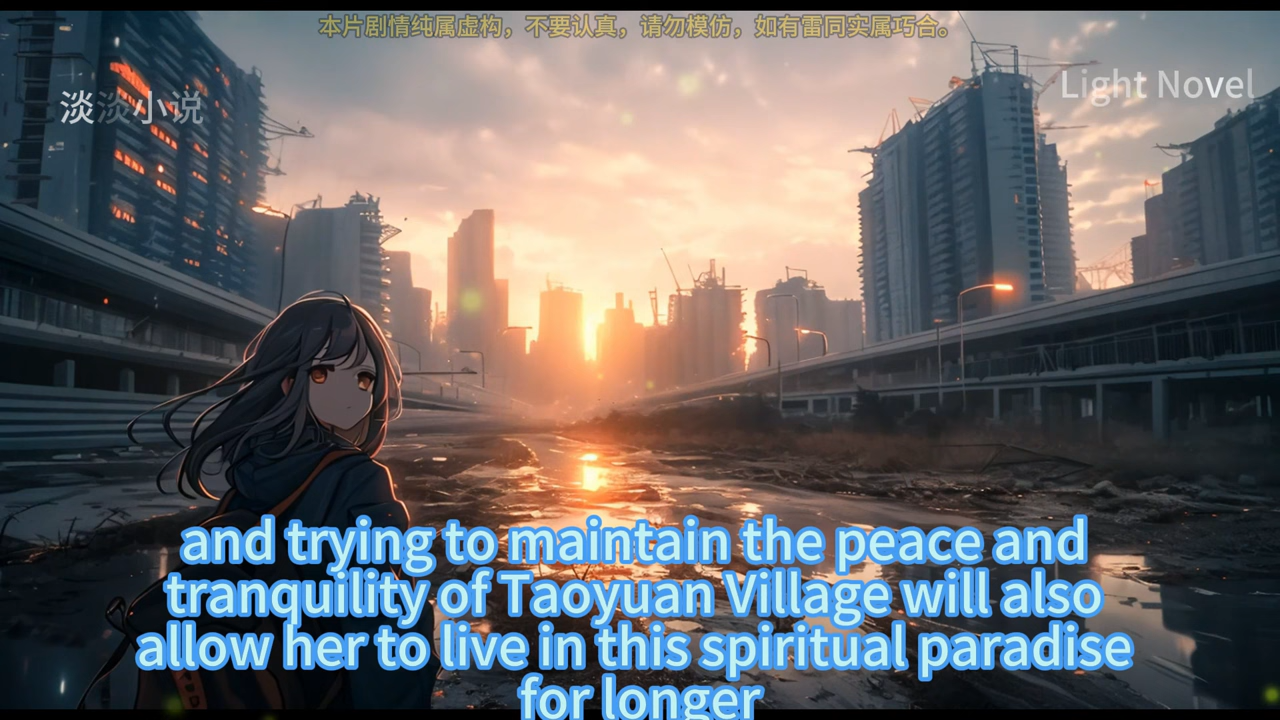 本片剧情纯属虚构，不要认真，请勿模仿，如有雷同实属巧合。
淡淡小说
Light Novel
and trying to maintain the peace and
tranquility of Taoyuan Village will also
allow her to live in this spiritual paradise
for longer